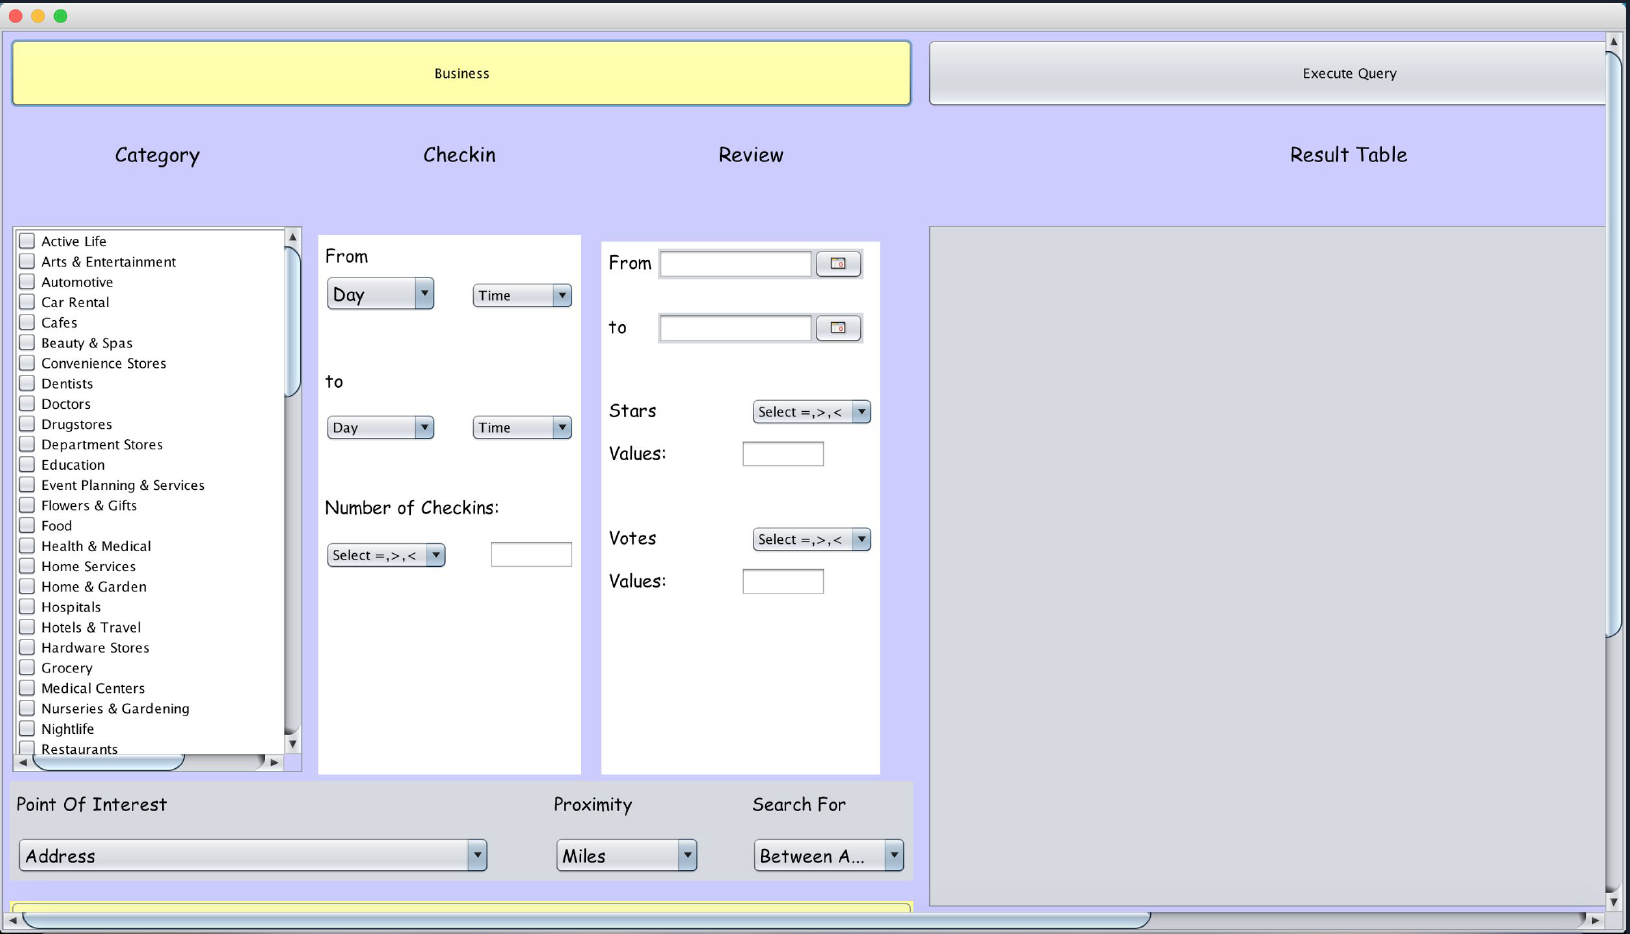 Business
Execute Query
Category
Checkin
Review
Result Table
Active Life
Arts & Entertainment
Automotive
Car Rental
Cafes
Beauty & Spas
Convenience Stores
Dentists
Doctors
Drugstores
Department Stores
Education
Event Planning & Services
Flowers & Gifts
Food
Health & Medical
Home Services
Home & Garden
Hospitals
Hotels & Travel
Hardware Stores
Grocery
Medical Centers
Nurseries & Gardening
Nightlife
Restaurants
From
Day
Time
to
Day
Time
Number of Checkins:
Select =,>,<
From
to
Stars
Select =,>,<
Values:
Votes
Select =,>,<
Values:
Point Of Interest
Proximity
Search For
Address
Miles
Between A...